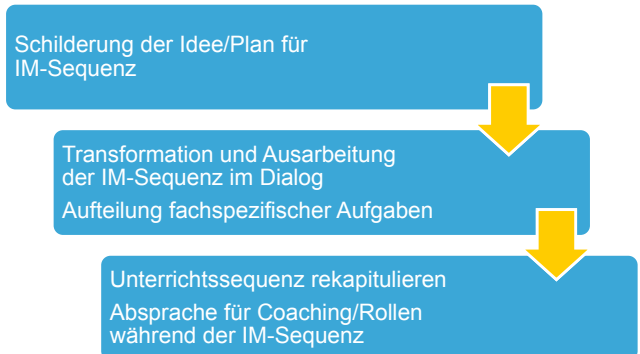 Schilderung der Idee/Plan für
IM-Sequenz
Transformation und Ausarbeitung
der IM-Sequenz im Dialog
Aufteilung fachspezifischer Aufgaben
Unterrichtssequenz rekapitulieren
Absprache für Coaching/Rollen
während der IM-Sequenz